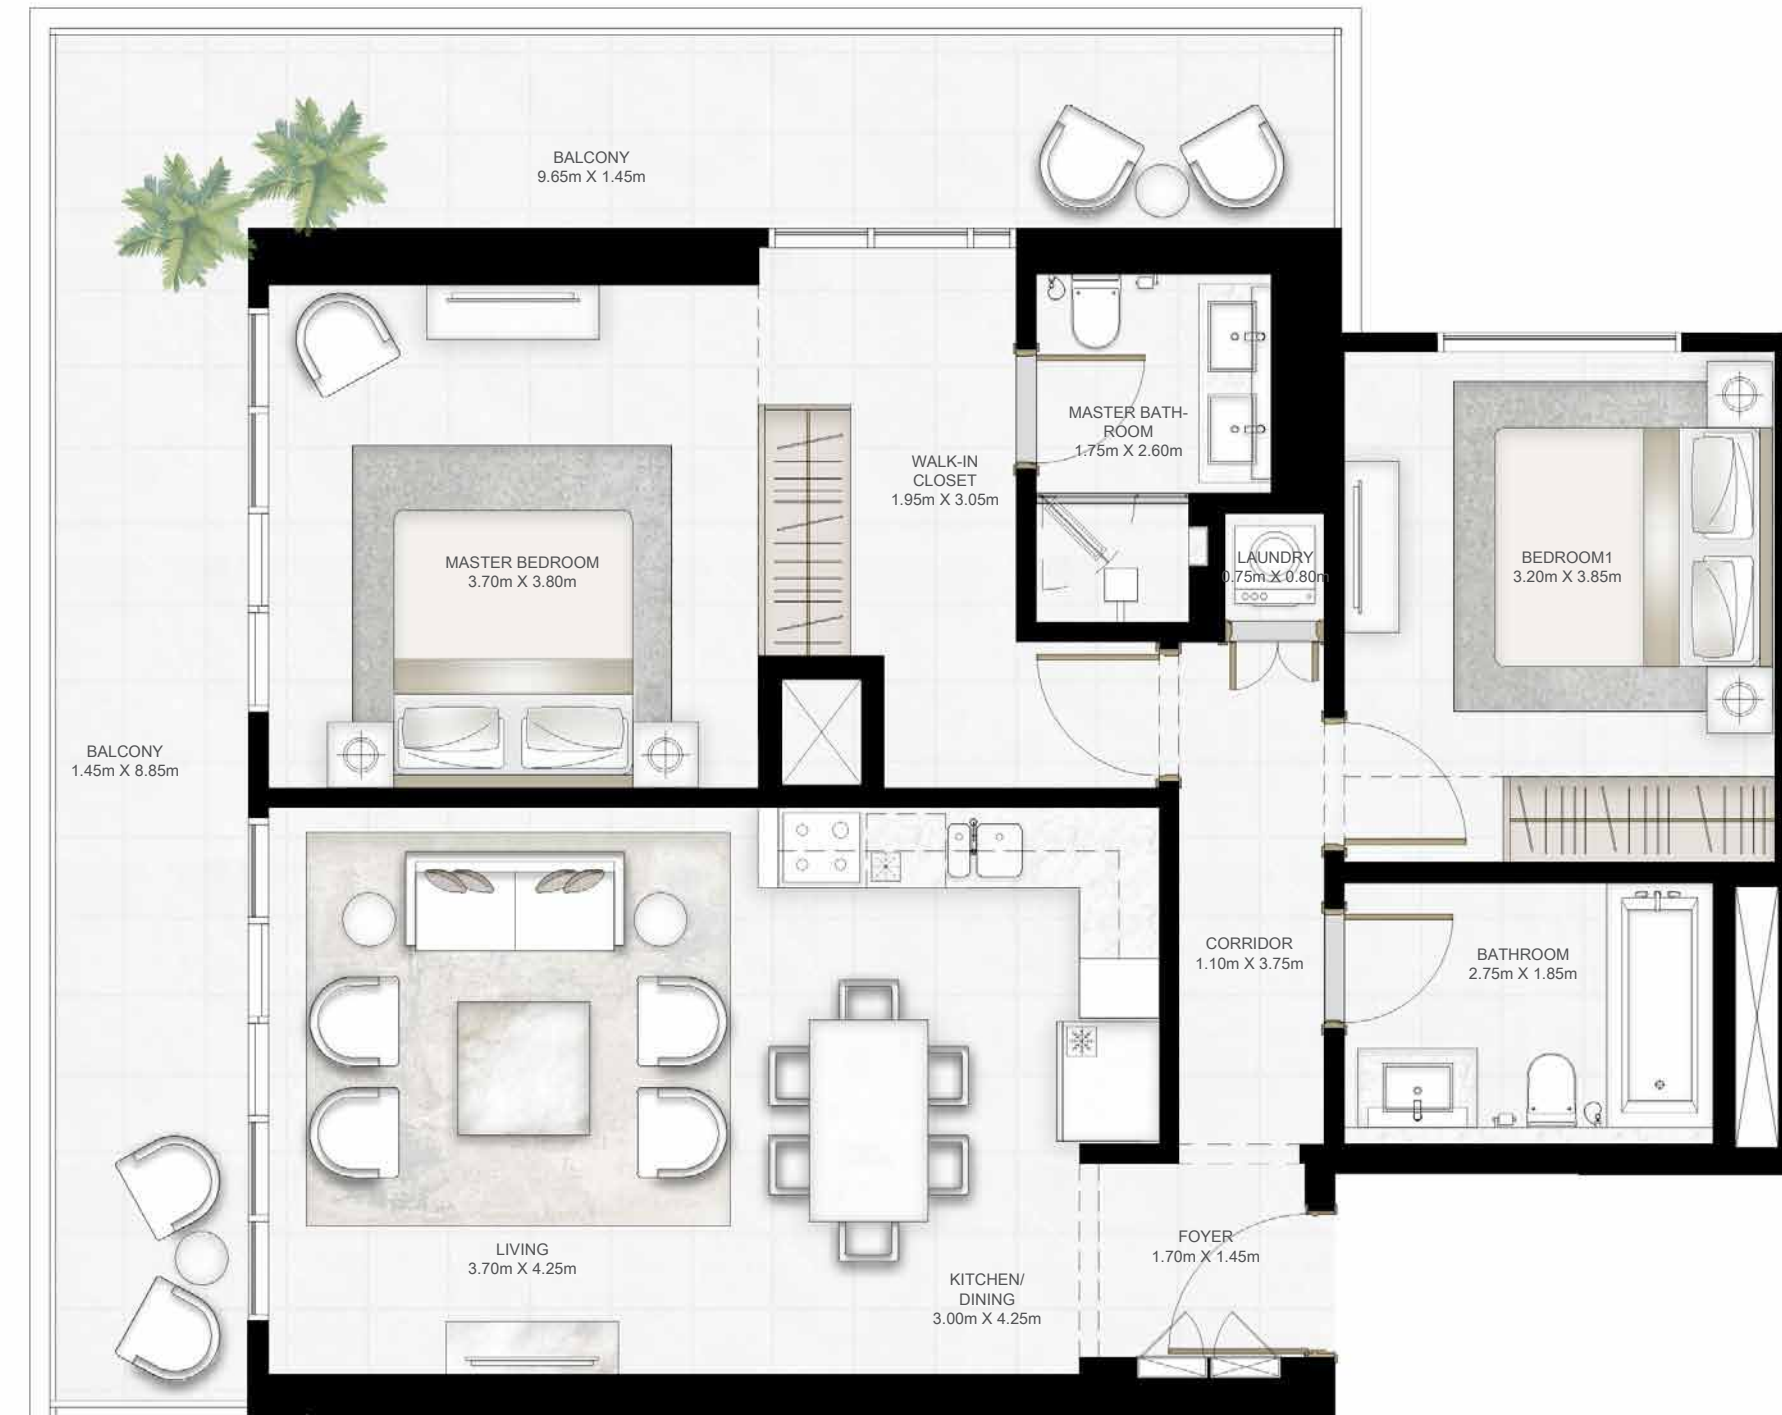 BALCONY
9.65m X 1.45m
MASTER BATH-
ROOM
1.75m X 2.60m
WALK-IN
CLOSET
1.95m X 3.05m
MASTER BEDROOM
3.70m X 3.80m
LAUNDRY
0.75m X 0.80m
BEDROOM1
3.20m X 3.85m
BALCONY
1.45m X 8.85m
CORRIDOR
1.10m X 3.75m
BATHROOM
2.75m X 1.85m
LIVING
3.70m X 4.25m
KITCHEN/
DINING
3.00m X 4.25m
FOYER
1.70m X 1.45m